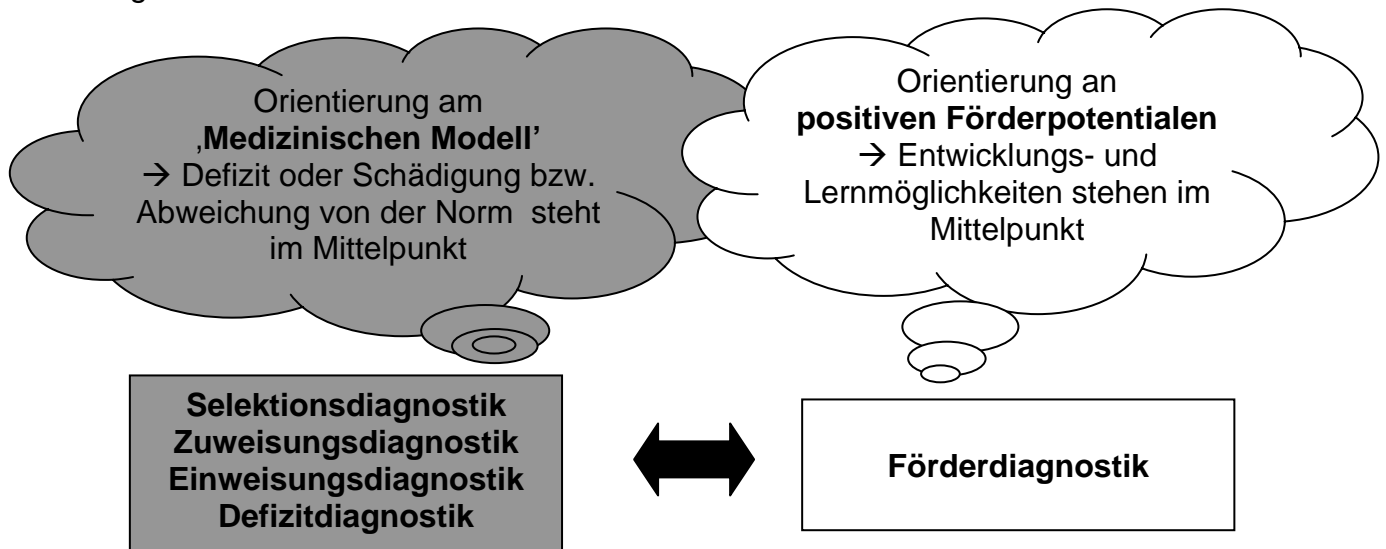 Orientierung am
‚Medizinischen Modell’
→ Defizit oder Schädigung bzw.
Abweichung von der Norm steht
im Mittelpunkt
Orientierung an
positiven Förderpotentialen
→ Entwicklungs- und
Lernmöglichkeiten stehen im
Mittelpunkt
Selektionsdiagnostik
Zuweisungsdiagnostik
Einweisungsdiagnostik
Defizitdiagnostik
Förderdiagnostik